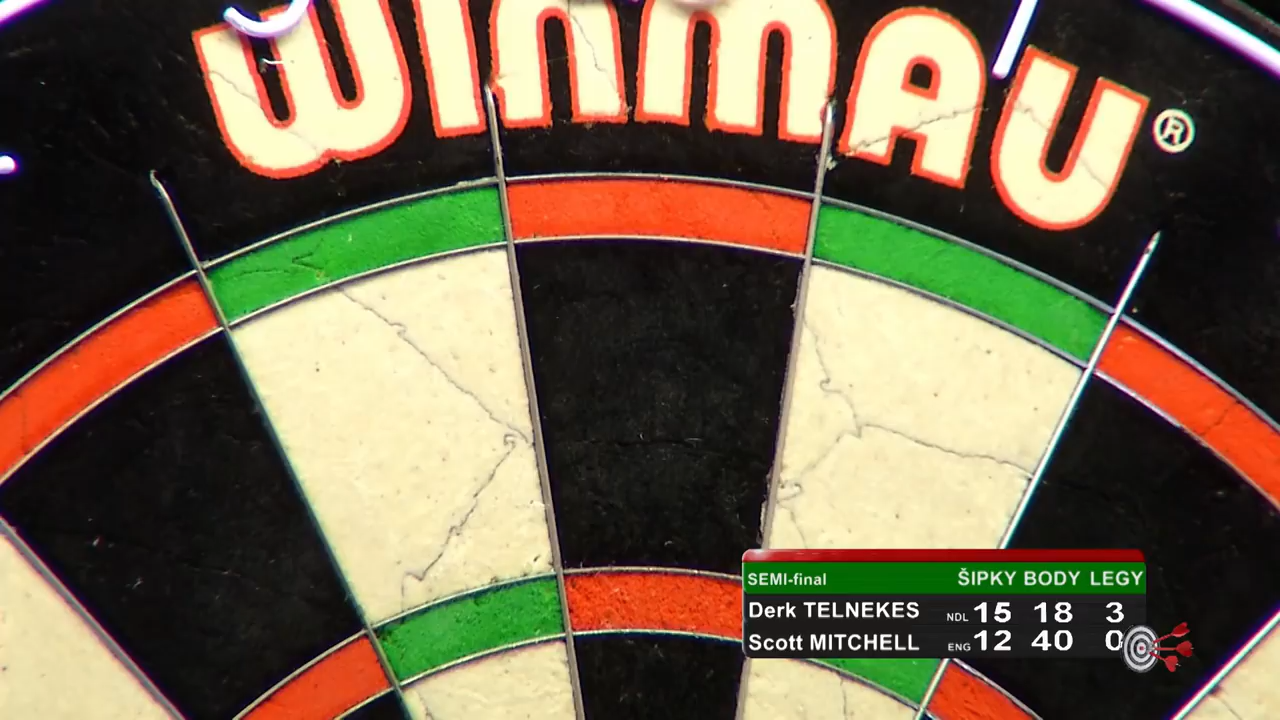 WINMAU®
SEMI-final ŠIPKY BODY LEGY
Derk TELNEKES NDL 15 18 3
Scott MITCHELL ENG 12 40 0